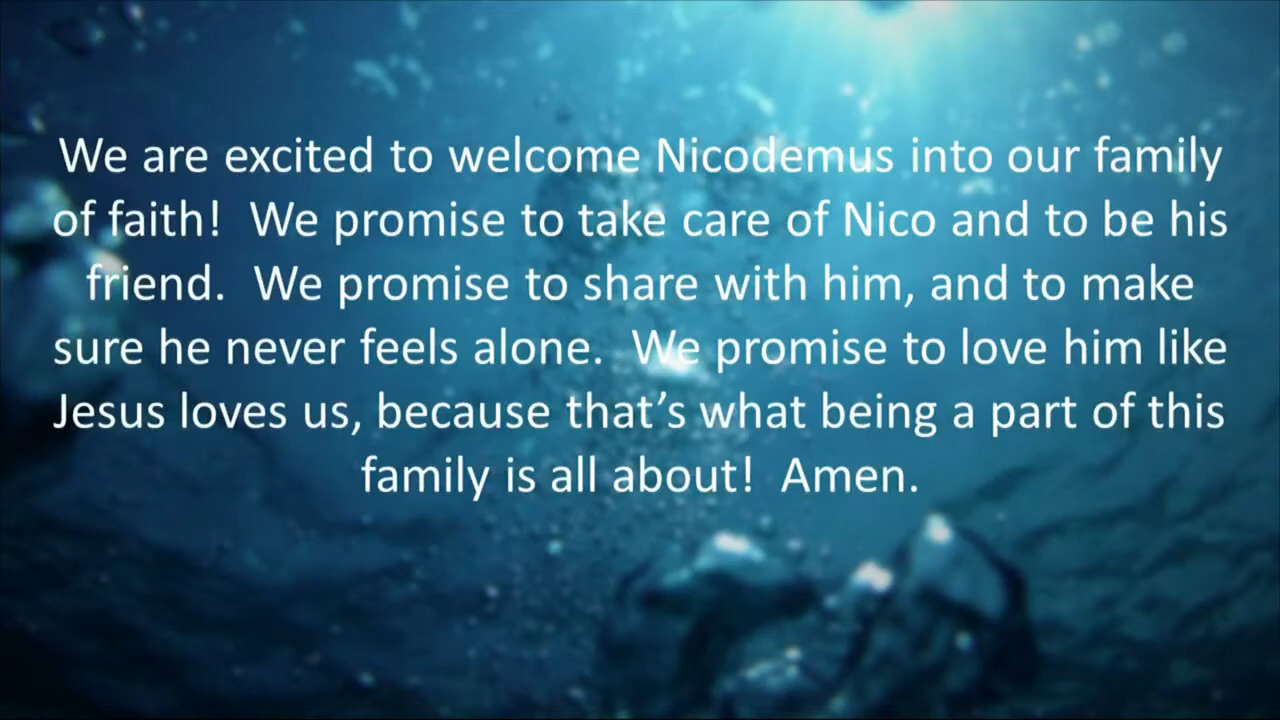 We are excited to welcome Nicodemus into our family
of faith!  We promise to take care of Nico and to be his
friend.  We promise to share with him, and to make
sure he never feels alone.  We promise to love him like
Jesus loves us, because that’s what being a part of this
family is all about!  Amen.